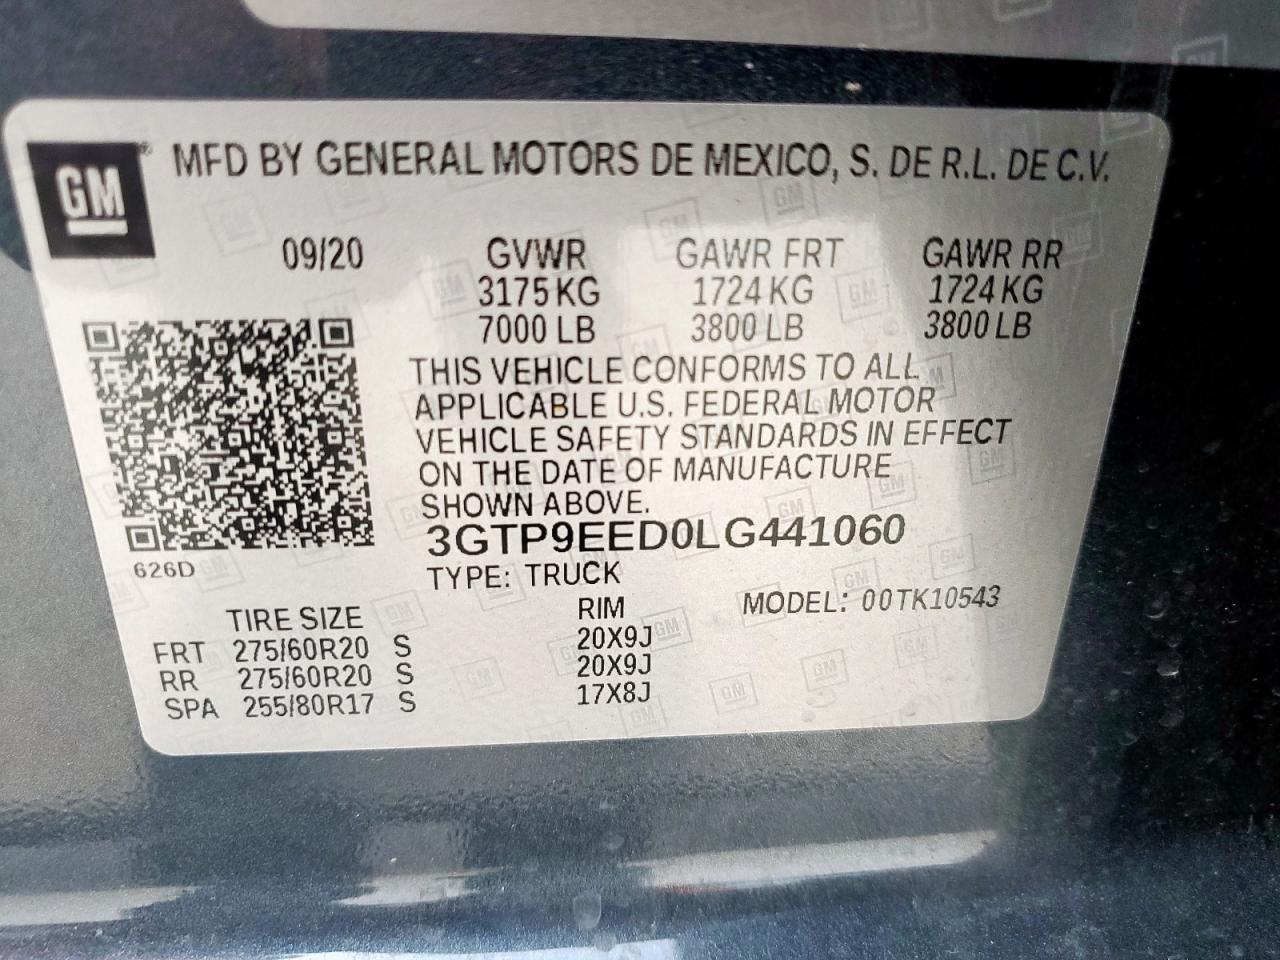 GM ® MFD BY GENERAL MOTORS DE MEXICO, S. DE R.L. DE C.V.
09/20 GVWR GAWR FRT GAWR RR
3175 KG 1724 KG 1724 KG
7000 LB 3800 LB 3800 LB
THIS VEHICLE CONFORMS TO ALL
APPLICABLE U.S. FEDERAL MOTOR
VEHICLE SAFETY STANDARDS IN EFFECT
ON THE DATE OF MANUFACTURE
SHOWN ABOVE.
3GTP9EED0LG441060
626D
TYPE: TRUCK
TIRE SIZE RIM MODEL: 00TK10543
FRT 275/60R20 S 20X9J
RR 275/60R20 S 20X9J
SPA 255/80R17 S 17X8J